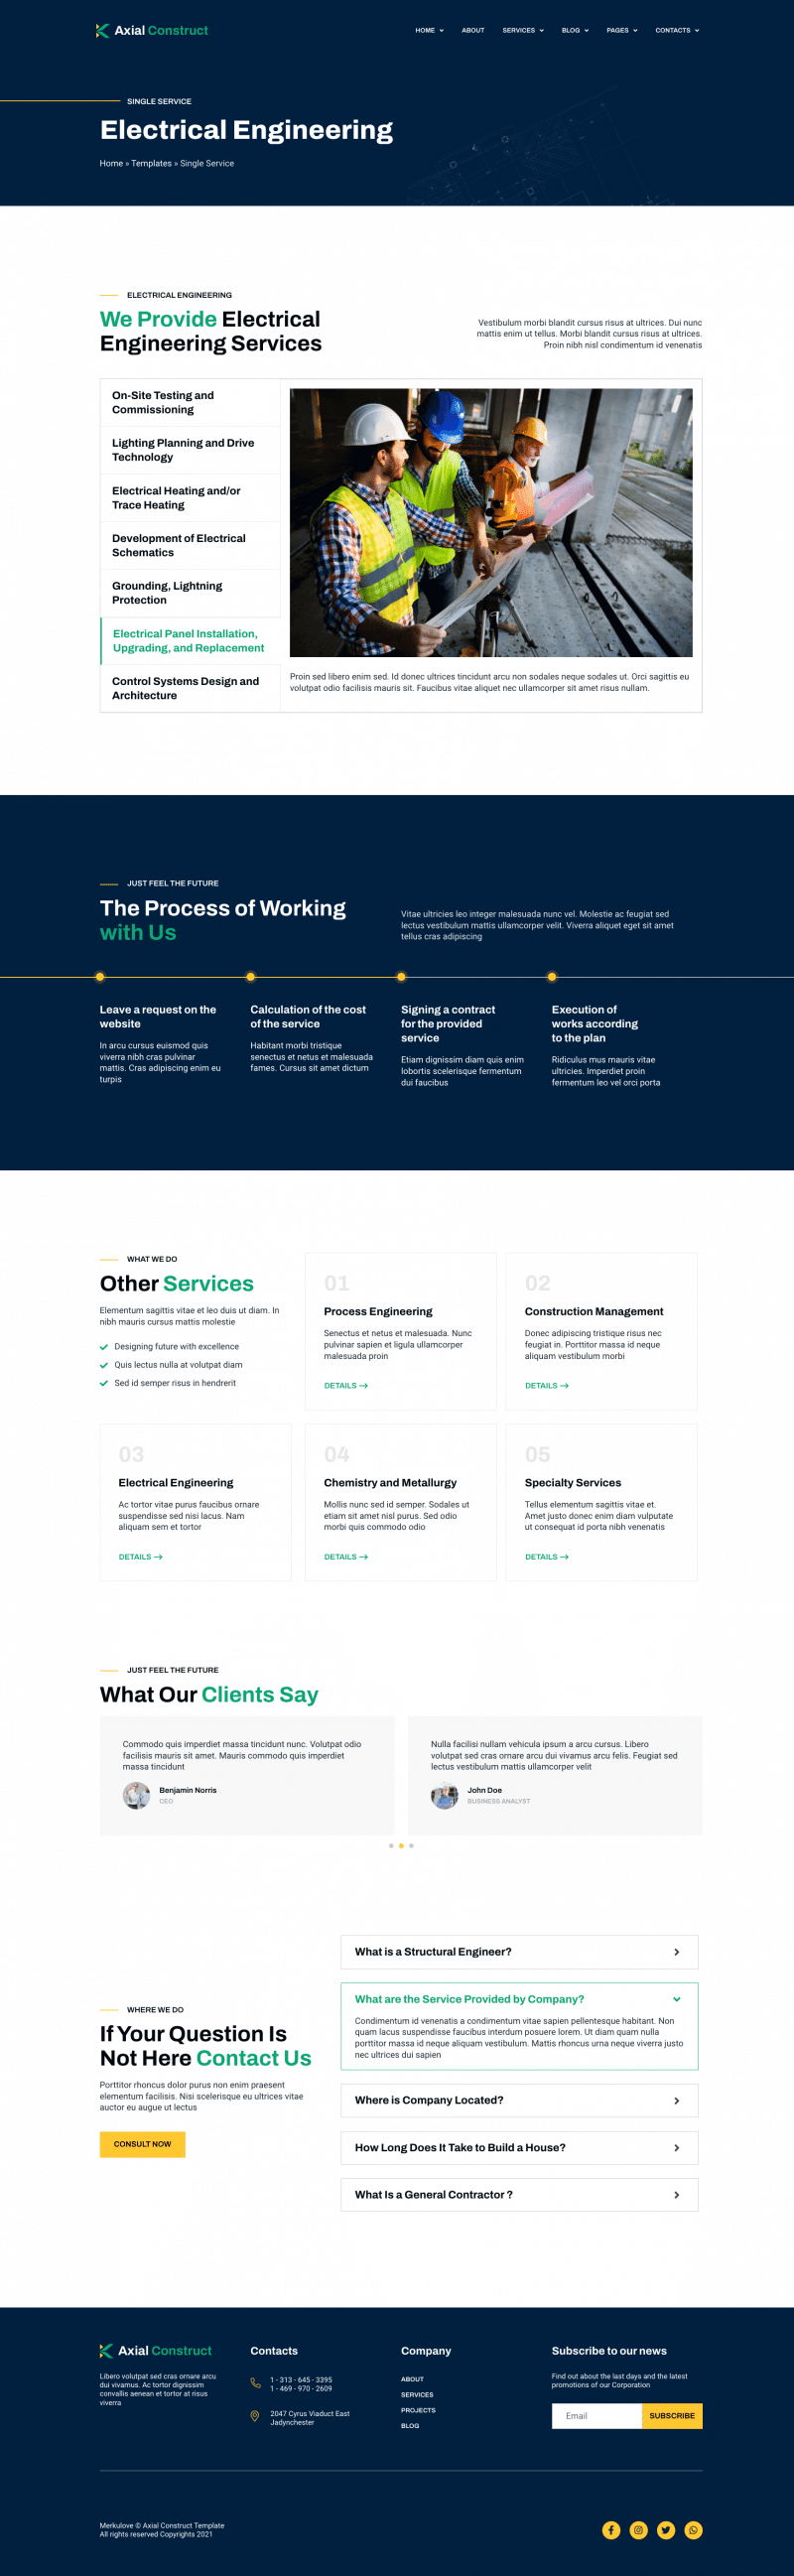 Axial Construct
HOME
ABOUT
SERVICES
BLOG
PAGES
CONTACTS
SINGLE SERVICE
Electrical Engineering
Home » Templates » Single Service
ELECTRICAL ENGINEERING
We Provide Electrical
Engineering Services
Vestibulum morbi blandit cursus risus at ultrices. Dui nunc
mattis enim ut tellus. Morbi blandit cursus risus at ultrices.
Proin nibh nisl condimentum id venenatis
On-Site Testing and
Commissioning
Lighting Planning and Drive
Technology
Electrical Heating and/or
Trace Heating
Development of Electrical
Schematics
Grounding, Lightning
Protection
Electrical Panel Installation,
Upgrading, and Replacement
Control Systems Design and
Architecture
Proin sed libero enim sed. Id donec ultrices tincidunt arcu non sodales neque sodales ut. Orci sagittis eu
volutpat odio facilisis mauris sit. Faucibus vitae aliquet nec ullamcorper sit amet risus nullam.
JUST FEEL THE FUTURE
The Process of Working
with Us
Vitae ultricies leo integer malesuada nunc vel. Molestie ac feugiat sed
lectus vestibulum mattis ullamcorper velit. Viverra aliquet eget sit amet
tellus cras adipiscing
Leave a request on the
website
In arcu cursus euismod quis
viverra nibh cras pulvinar
mattis. Cras adipiscing enim eu
turpis
Calculation of the cost
of the service
Habitant morbi tristique
senectus et netus et malesuada
fames. Cursus sit amet dictum
Signing a contract
for the provided
service
Etiam dignissim diam quis enim
lobortis scelerisque fermentum
dui faucibus
Execution of
works according
to the plan
Ridiculus mus mauris vitae
ultricies. Imperdiet proin
fermentum leo vel orci porta
WHAT WE DO
Other Services
Elementum sagittis vitae et leo duis ut diam. In
nibh mauris cursus mattis molestie
Designing future with excellence
Quis lectus nulla at volutpat diam
Sed id semper risus in hendrerit
01
Process Engineering
Senectus et netus et malesuada. Nunc
pulvinar sapien et ligula ullamcorper
malesuada proin
DETAILS
02
Construction Management
Donec adipiscing tristique risus nec
feugiat in. Porttitor massa id neque
aliquam vestibulum morbi
DETAILS
03
Electrical Engineering
Ac tortor vitae purus faucibus ornare
suspendisse sed nisi lacus. Nam
aliquam sem et tortor
DETAILS
04
Chemistry and Metallurgy
Mollis nunc sed id semper. Sodales ut
etiam sit amet nisl purus. Sed odio
morbi quis commodo odio
DETAILS
05
Specialty Services
Tellus elementum sagittis vitae et.
Amet justo donec enim diam vulputate
ut consequat id porta nibh venenatis
DETAILS
JUST FEEL THE FUTURE
What Our Clients Say
Commodo quis imperdiet massa tincidunt nunc. Volutpat odio
facilisis mauris sit amet. Mauris commodo quis imperdiet
massa tincidunt
Benjamin Norris
CEO
Nulla facilisi nullam vehicula ipsum a arcu cursus. Libero
volutpat sed cras ornare arcu dui vivamus arcu felis. Feugiat sed
lectus vestibulum mattis ullamcorper velit
John Doe
BUSINESS ANALYST
WHERE WE DO
If Your Question Is
Not Here Contact Us
Porttitor rhoncus dolor purus non enim praesent
elementum facilisis. Nisi scelerisque eu ultrices vitae
auctor eu augue ut lectus
CONSULT NOW
What is a Structural Engineer?
What are the Service Provided by Company?
Condimentum id venenatis a condimentum vitae sapien pellentesque habitant. Non
quam lacus suspendisse faucibus interdum posuere lorem. Ut diam quam nulla
porttitor massa id neque aliquam vestibulum. Mattis rhoncus urna neque viverra justo
nec ultrices dui sapien
Where is Company Located?
How Long Does It Take to Build a House?
What Is a General Contractor ?
Axial Construct
Libero volutpat sed cras ornare arcu
dui vivamus. Ac tortor dignissim
convallis aenean et tortor at risus
viverra
Contacts
1 - 313 - 645 - 3395
1 - 469 - 970 - 2609
2047 Cyrus Viaduct East
Jadynchester
Company
ABOUT
SERVICES
PROJECTS
BLOG
Subscribe to our news
Find out about the last days and the latest
promotions of our Corporation
Email
SUBSCRIBE
Merkulove © Axial Construct Template
All rights reserved Copyrights 2021